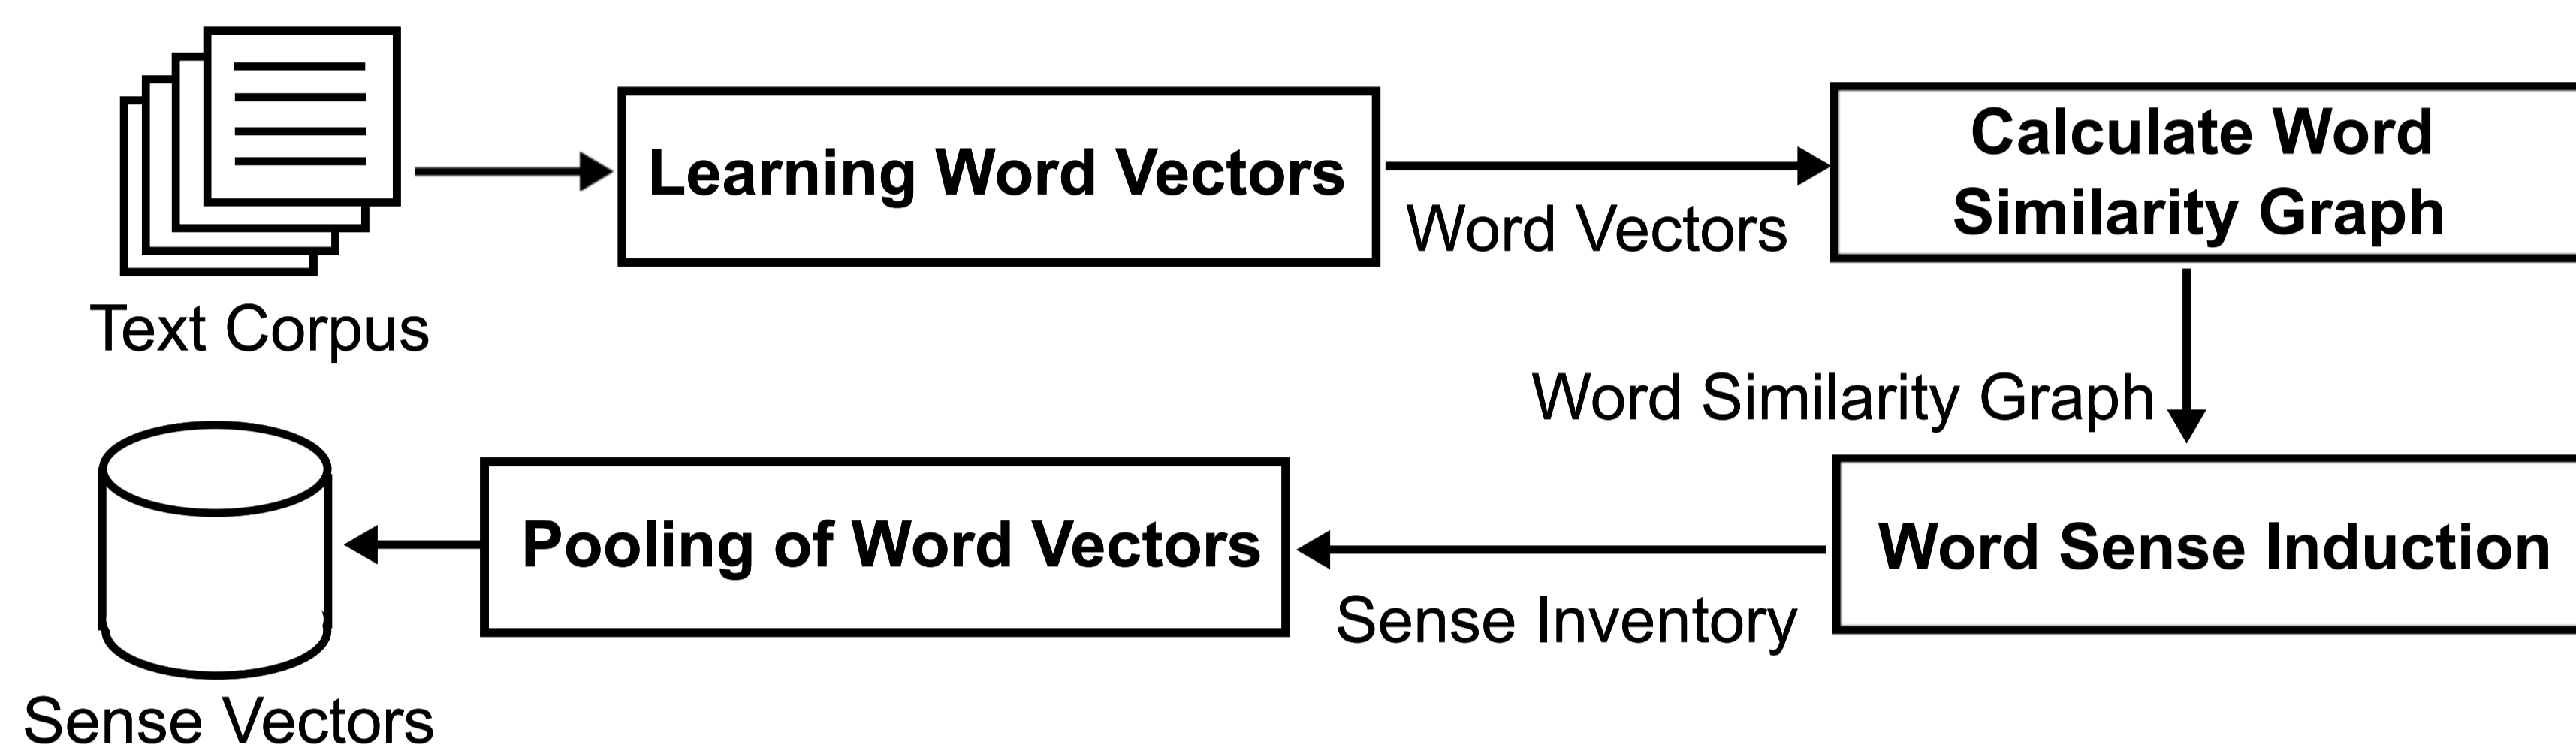 Text Corpus
Learning Word Vectors
Word Vectors
Calculate Word
Similarity Graph
Word Similarity Graph
Word Sense Induction
Sense Inventory
Pooling of Word Vectors
Sense Vectors